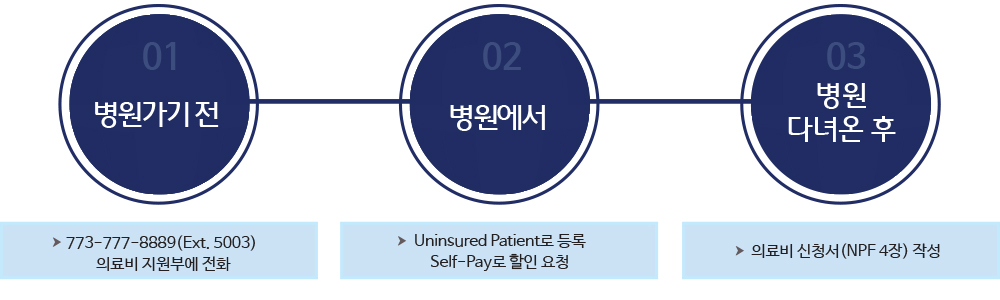 01
병원가기 전
02
병원에서
03
병원
다녀온 후
➤ 773-777-8889(Ext. 5003)
의료비 지원부에 전화
➤ Uninsured Patient로 등록
Self-Pay로 할인 요청
➤ 의료비 신청서(NPF 4장) 작성